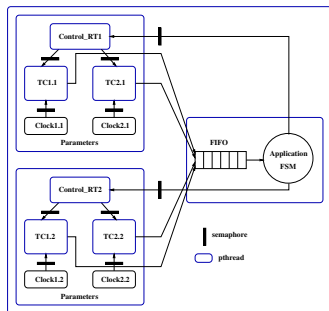 Control_RT1
TC1.1
TC2.1
Clock1.1
Clock2.1
Parameters
FIFO
Application
FSM
Control_RT2
TC1.2
TC2.2
Clock1.2
Clock2.2
Parameters
semaphore
pthread